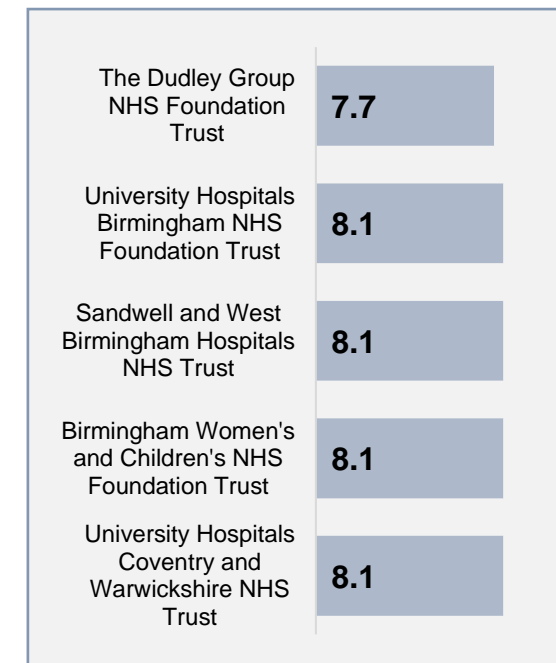 The Dudley Group
NHS Foundation
Trust
7.7
University Hospitals
Birmingham NHS
Foundation Trust
8.1
Sandwell and West
Birmingham Hospitals
NHS Trust
8.1
Birmingham Women's
and Children's NHS
Foundation Trust
8.1
University Hospitals
Coventry and
Warwickshire NHS
Trust
8.1